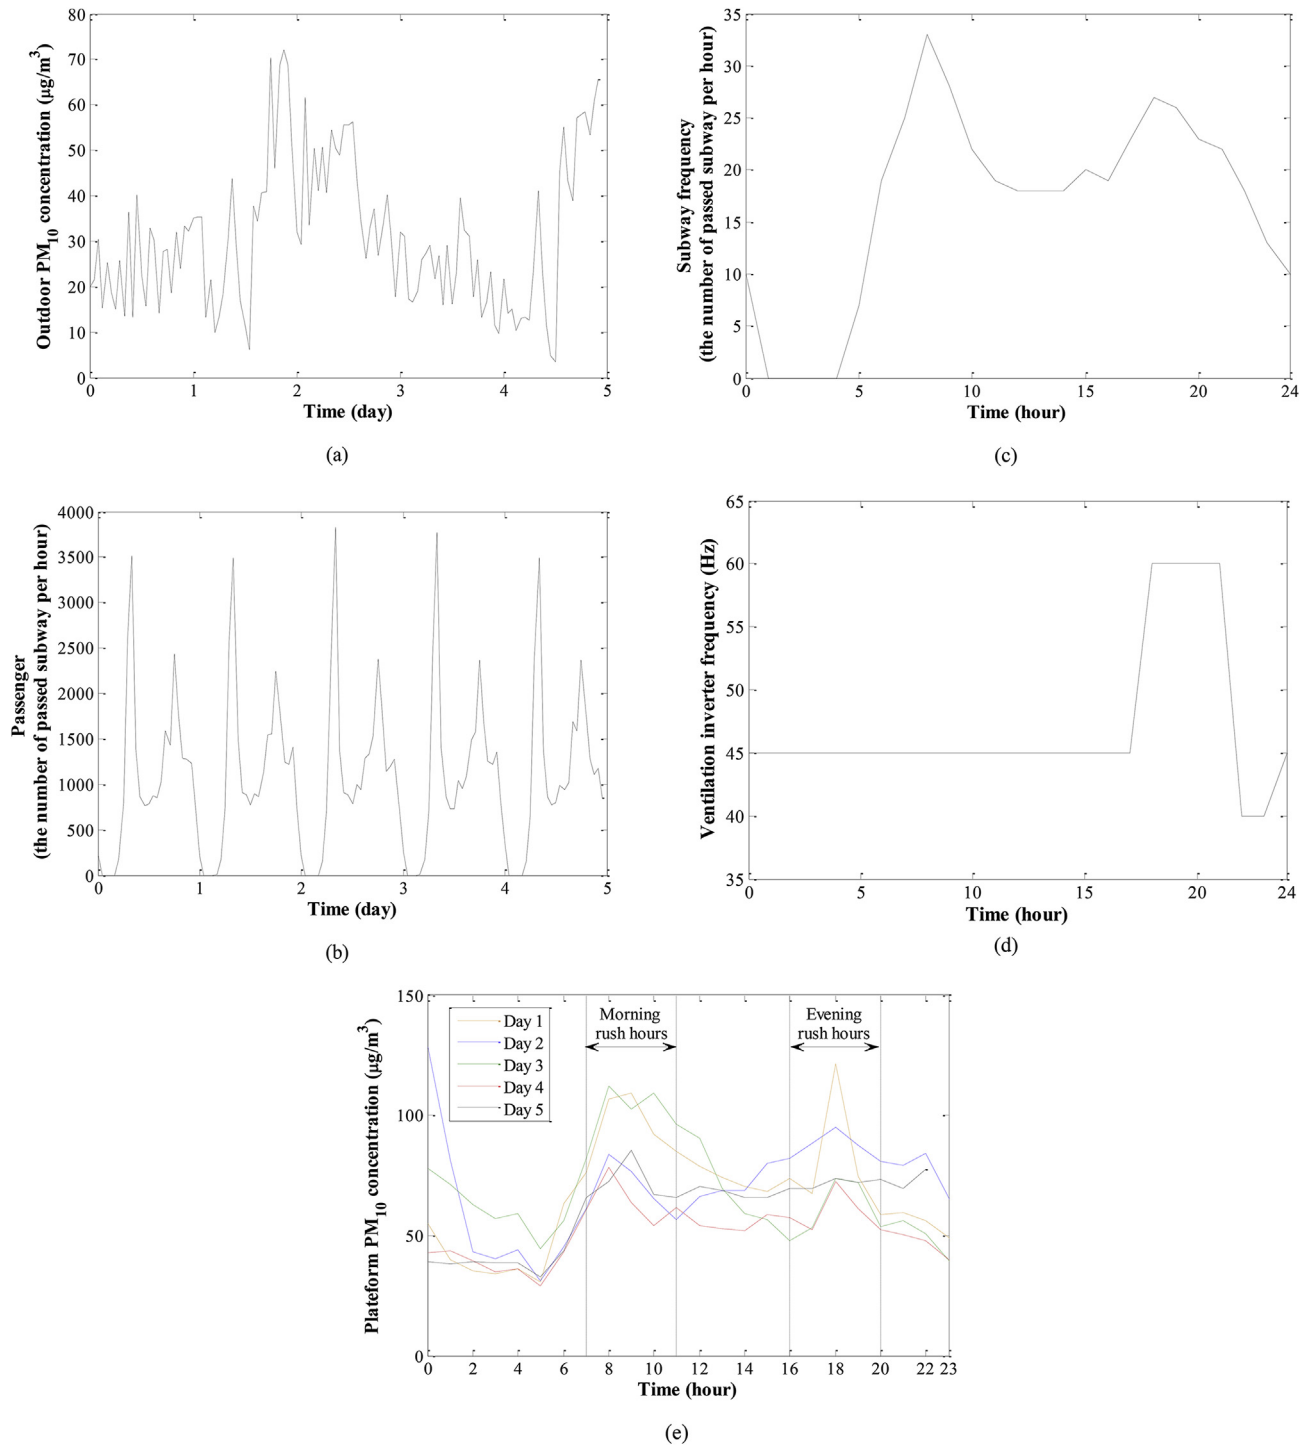 80
70
60
50
40
30
20
10
0
0 1 2 3 4 5
Outdoor PM10 concentration (μg/m3)
Time (day)
(a)
35
30
25
20
15
10
5
0
0 5 10 15 20 24
Subway frequency
(the number of passed subway per hour)
Time (hour)
(c)
4000
3500
3000
2500
2000
1500
1000
500
0
0 1 2 3 4 5
Passenger
(the number of passed subway per hour)
Time (day)
(b)
65
60
55
50
45
40
35
0 5 10 15 20 24
Ventilation inverter frequency (Hz)
Time (hour)
(d)
150
100
50
0
0 2 4 6 8 10 12 14 16 18 20 22 23
Plateform PM10 concentration (μg/m3)
Day 1
Day 2
Day 3
Day 4
Day 5
Morning
rush hours
Evening
rush hours
Time (hour)
(e)